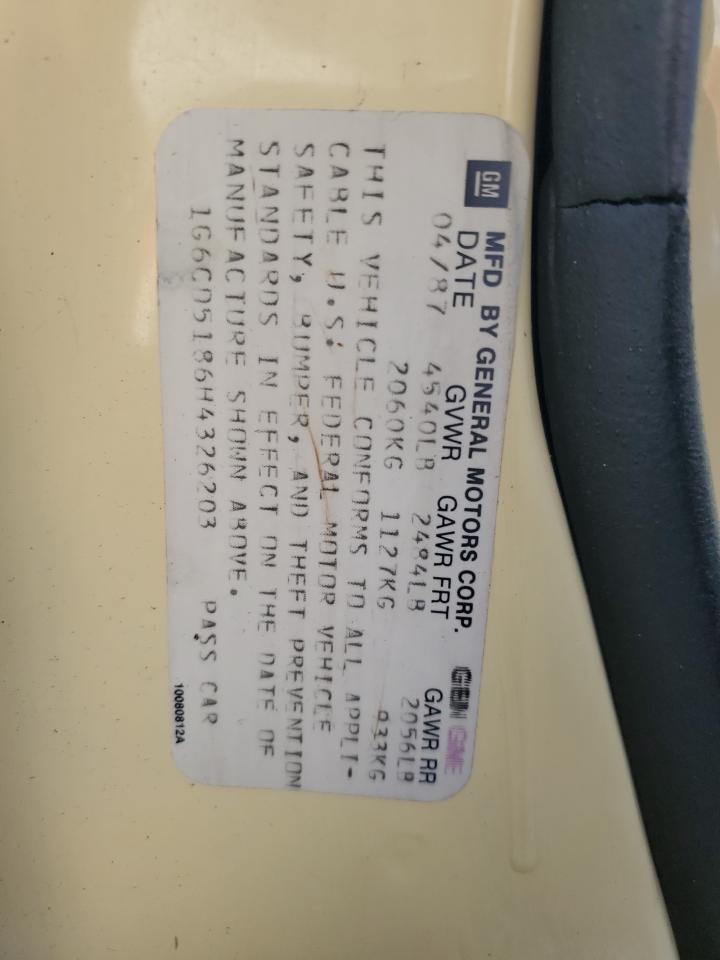 GM MFD BY GENERAL MOTORS CORP.
DATE GVWR GAWR FRT GAWR RR
04/87 4540LB 2484LB 2056LB
2060KG 1127KG 933KG
THIS VEHICLE CONFORMS TO ALL APPLI-
CABLE U.S. FEDERAL MOTOR VEHICLE
SAFETY, BUMPER, AND THEFT PREVENTION
STANDARDS IN EFFECT ON THE DATE OF
MANUFACTURE SHOWN ABOVE.
1G6CD5186H4326203 PASS CAR
10080812A